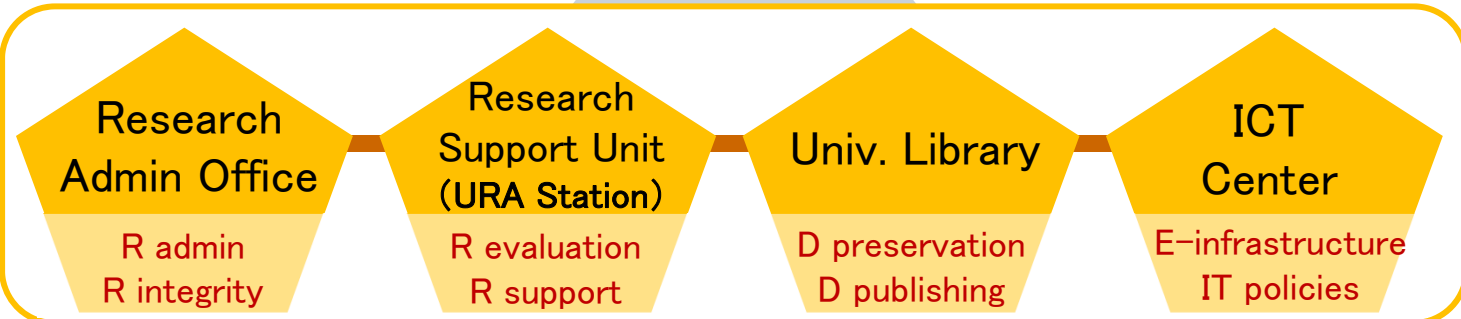 Research
Admin Office
R admin
R integrity
Research
Support Unit
(URA Station)
R evaluation
R support
Univ. Library
D preservation
D publishing
ICT
Center
E-infrastructure
IT policies